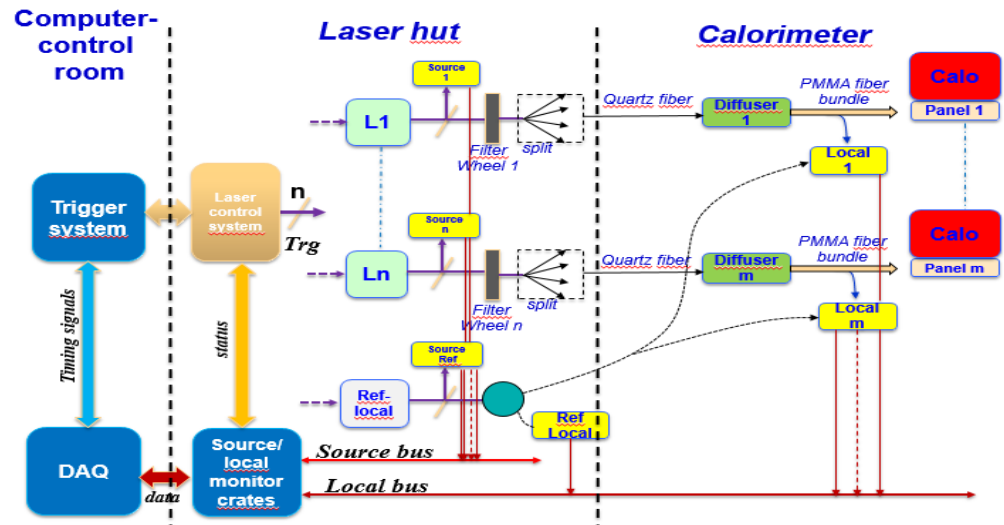 Computer-
control
room
Laser hut
Calorimeter
Source
1
L1
Filter
Wheel 1
split
Quartz fiber
Diffuser
1
PMMA fiber
bundle
Calo
Panel 1
Local
1
Trigger
system
Laser
control
system
n
Trg
Source
n
Ln
Filter
Wheel n
split
Quartz fiber
Diffuser
m
PMMA fiber
bundle
Calo
Panel m
Local
m
Timing signals
status
Source
Ref
Ref-
local
Ref
Local
DAQ
data
Source/
local
monitor
crates
Source bus
Local bus